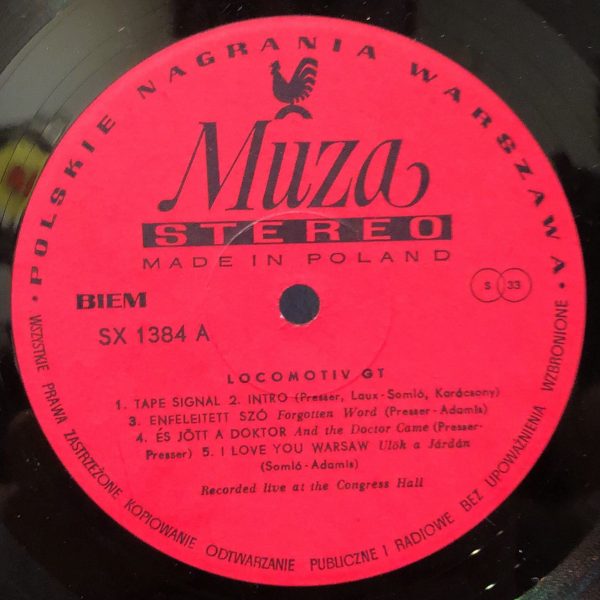 • POLSKIE NAGRANIA WARSZAWA •
Muza
STEREO
MADE IN POLAND
BIEM
S 33
SX 1384 A
LOCOMOTIV GT
1. TAPE SIGNAL 2. INTRO (Presser, Laux-Somló, Karácsony)
3. ENFELEITETT SZÓ Forgotten Word (Presser-Adamis)
4. ÉS JÖTT A DOKTOR And the Doctor Came (Presser-
Presser) 5. I LOVE YOU WARSAW Ulök a Járdán
(Somló-Adamis)
Recorded live at the Congress Hall
WSZYSTKIE PRAWA ZASTRZEŻONE KOPIOWANIE ODTWARZANIE PUBLICZNE I RADIOWE BEZ UPOWAŻNIENIA WZBRONIONE